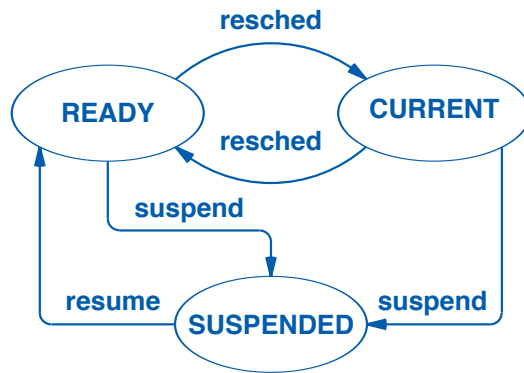 resched
READY
CURRENT
resched
suspend
resume
suspend
SUSPENDED